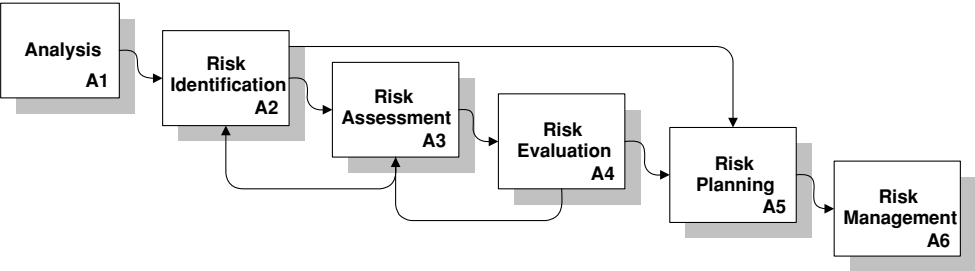 Analysis
A1
Risk
Identification
A2
Risk
Assessment
A3
Risk
Evaluation
A4
Risk
Planning
A5
Risk
Management
A6